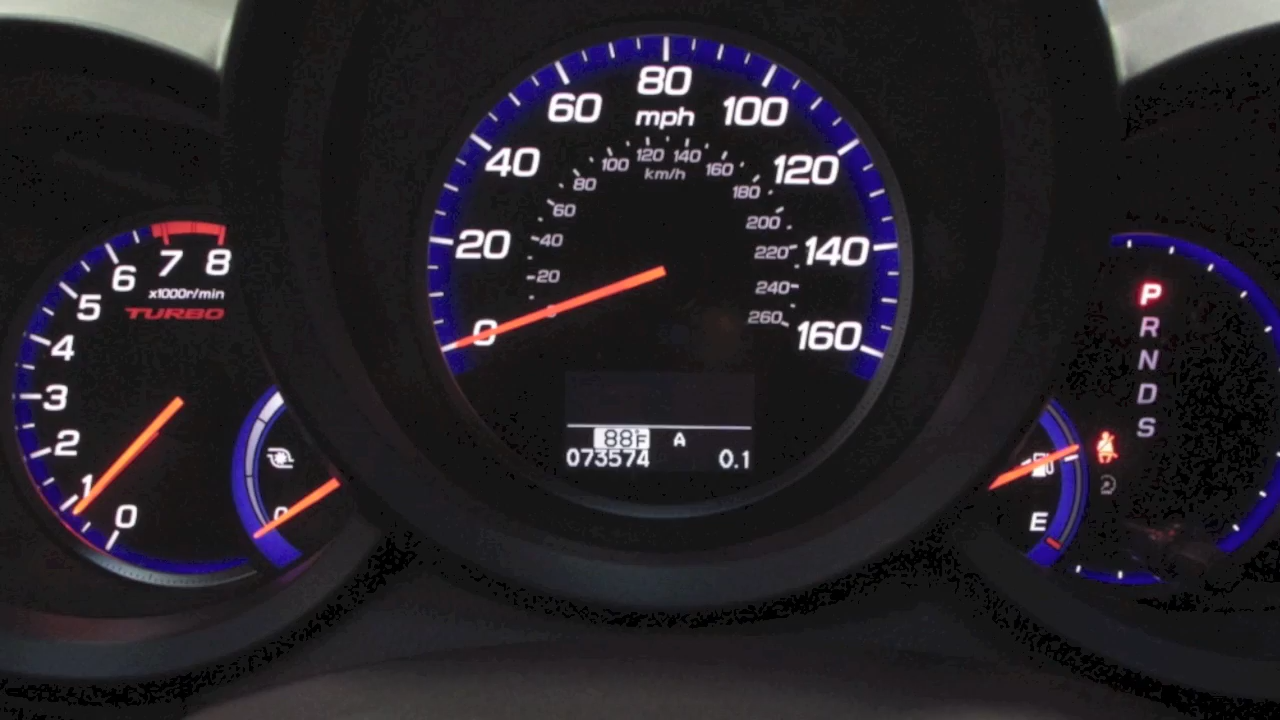 80
60 mph 100
40 120
20 140
0 160
100 120 140 160
km/h
80 180
60 200
40 220
20 240
260
7 8
6
x1000r/min
TURBO
5
4
3
2
1
0
0
88°F A
073574 0.1
P
R
N
D
S
E